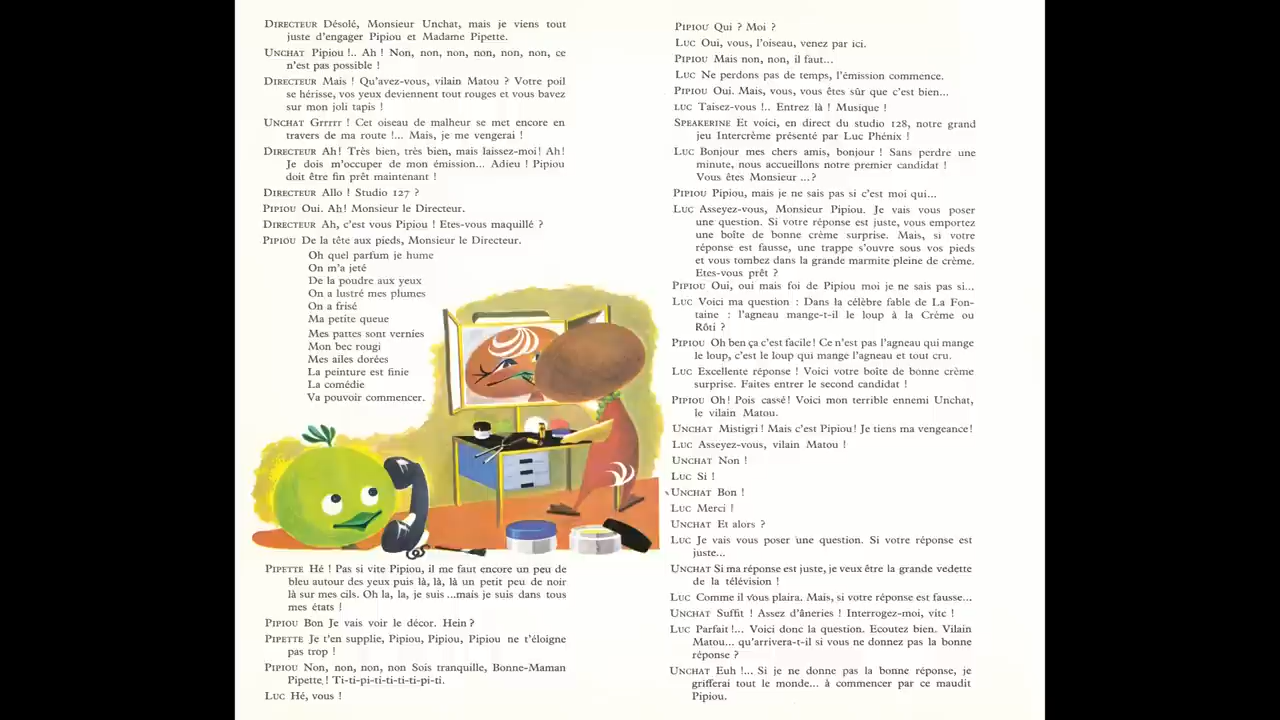 DIRECTEUR Désolé, Monsieur Unchat, mais je viens tout
juste d'engager Pipiou et Madame Pipette.
UNCHAT Pipiou !.. Ah ! Non, non, non, non, non, non, ce
n'est pas possible !
DIRECTEUR Mais ! Qu'avez-vous, vilain Matou ? Votre poil
se hérisse, vos yeux deviennent tout rouges et vous bavez
sur mon joli tapis !
UNCHAT Grrrrr ! Cet oiseau de malheur se met encore en
travers de ma route !... Mais, je me vengerai !
DIRECTEUR Ah! Très bien, très bien, mais laissez-moi! Ah!
Je dois m'occuper de mon émission... Adieu ! Pipiou
doit être fin prêt maintenant !
DIRECTEUR Allo ! Studio 127 ?
PIPIOU Oui. Ah! Monsieur le Directeur.
DIRECTEUR Ah, c'est vous Pipiou ! Etes-vous maquillé ?
PIPIOU De la tête aux pieds, Monsieur le Directeur.
Oh quel parfum je hume
On m'a jeté
De la poudre aux yeux
On a lustré mes plumes
On a frisé
Ma petite queue
Mes pattes sont vernies
Mon bec rougi
Mes ailes dorées
La peinture est finie
La comédie
Va pouvoir commencer.
PIPETTE Hé ! Pas si vite Pipiou, il me faut encore un peu de
bleu autour des yeux puis là, là, là un petit peu de noir
là sur mes cils. Oh la, la, je suis ...mais je suis dans tous
mes états !
PIPIOU Bon Je vais voir le décor. Hein ?
PIPETTE Je t'en supplie, Pipiou, Pipiou, Pipiou ne t'éloigne
pas trop !
PIPIOU Non, non, non, non Sois tranquille, Bonne-Maman
Pipette ! Ti-ti-pi-ti-ti-ti-ti-pi-ti.
LUC Hé, vous !
PIPIOU Qui ? Moi ?
LUC Oui, vous, l'oiseau, venez par ici.
PIPIOU Mais non, non, il faut...
LUC Ne perdons pas de temps, l'émission commence.
PIPIOU Oui. Mais, vous, vous êtes sûr que c'est bien...
LUC Taisez-vous !.. Entrez là ! Musique !
SPEAKERINE Et voici, en direct du studio 128, notre grand
jeu Intercrème présenté par Luc Phénix !
LUC Bonjour mes chers amis, bonjour ! Sans perdre une
minute, nous accueillons notre premier candidat !
Vous êtes Monsieur ...?
PIPIOU Pipiou, mais je ne sais pas si c'est moi qui...
LUC Asseyez-vous, Monsieur Pipiou. Je vais vous poser
une question. Si votre réponse est juste, vous emportez
une boîte de bonne crème surprise. Mais, si votre
réponse est fausse, une trappe s'ouvre sous vos pieds
et vous tombez dans la grande marmite pleine de crème.
Etes-vous prêt ?
PIPIOU Oui, oui mais foi de Pipiou moi je ne sais pas si...
LUC Voici ma question : Dans la célèbre fable de La Fon-
taine : l'agneau mange-t-il le loup à la Crème ou
Rôti ?
PIPIOU Oh ben ça c'est facile! Ce n'est pas l'agneau qui mange
le loup, c'est le loup qui mange l'agneau et tout cru.
LUC Excellente réponse ! Voici votre boîte de bonne crème
surprise. Faites entrer le second candidat !
PIPIOU Oh! Pois cassé! Voici mon terrible ennemi Unchat,
le vilain Matou.
UNCHAT Mistigri ! Mais c'est Pipiou! Je tiens ma vengeance!
LUC Asseyez-vous, vilain Matou !
UNCHAT Non !
LUC Si !
UNCHAT Bon !
LUC Merci !
UNCHAT Et alors ?
LUC Je vais vous poser une question. Si votre réponse est
juste...
UNCHAT Si ma réponse est juste, je veux être la grande vedette
de la télévision !
LUC Comme il vous plaira. Mais, si votre réponse est fausse...
UNCHAT Suffit ! Assez d'âneries ! Interrogez-moi, vite !
LUC Parfait !... Voici donc la question. Ecoutez bien. Vilain
Matou... qu'arrivera-t-il si vous ne donnez pas la bonne
réponse ?
UNCHAT Euh !... Si je ne donne pas la bonne réponse, je
grifferai tout le monde... à commencer par ce maudit
Pipiou.